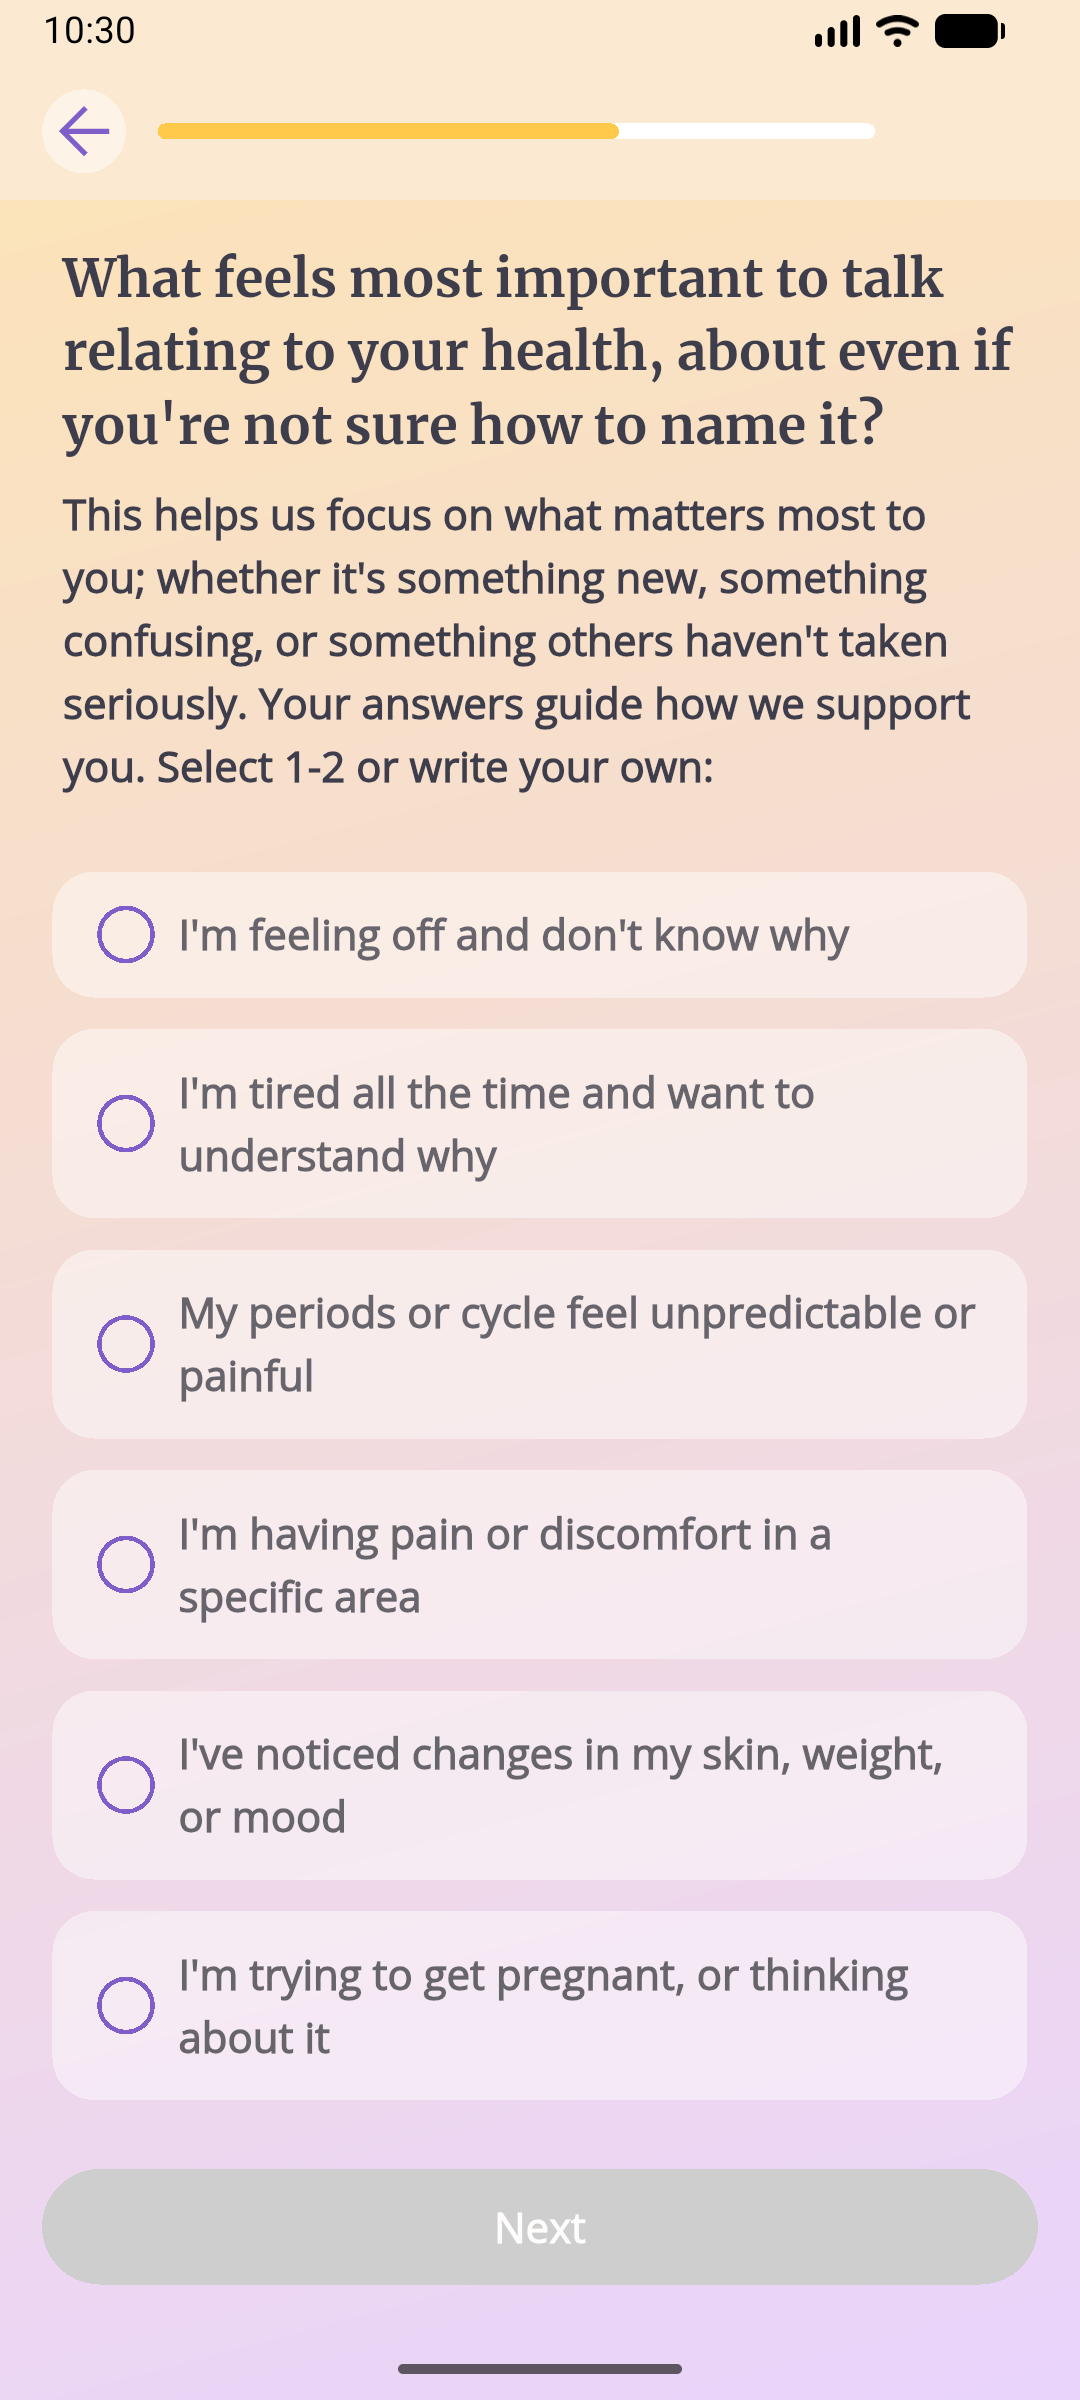 10:30
What feels most important to talk
relating to your health, about even if
you're not sure how to name it?
This helps us focus on what matters most to
you; whether it's something new, something
confusing, or something others haven't taken
seriously. Your answers guide how we support
you. Select 1-2 or write your own:
I'm feeling off and don't know why
I'm tired all the time and want to
understand why
My periods or cycle feel unpredictable or
painful
I'm having pain or discomfort in a
specific area
I've noticed changes in my skin, weight,
or mood
I'm trying to get pregnant, or thinking
about it
Next